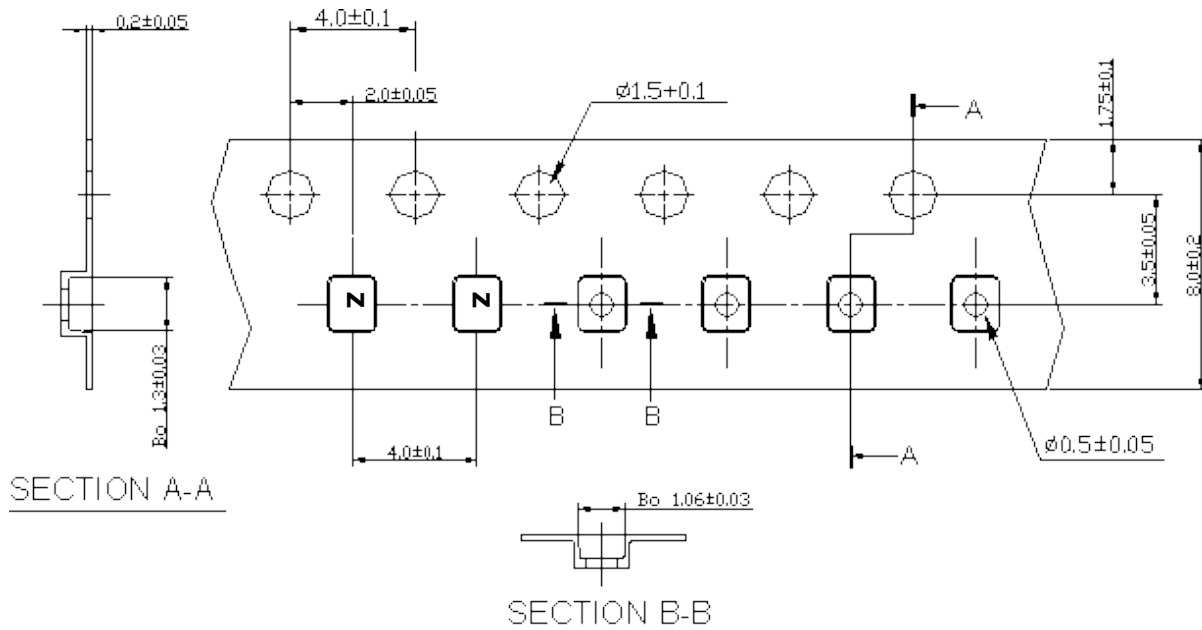 0.2±0.05
4.0±0.1
2.0±0.05
Ø1.5+0.1
A
1.75±0.1
3.5±0.05
8.0±0.2
Z
Z
B
B
Bo 1.3±0.03
4.0±0.1
A
Ø0.5±0.05
SECTION A-A
Bo 1.06±0.03
SECTION B-B